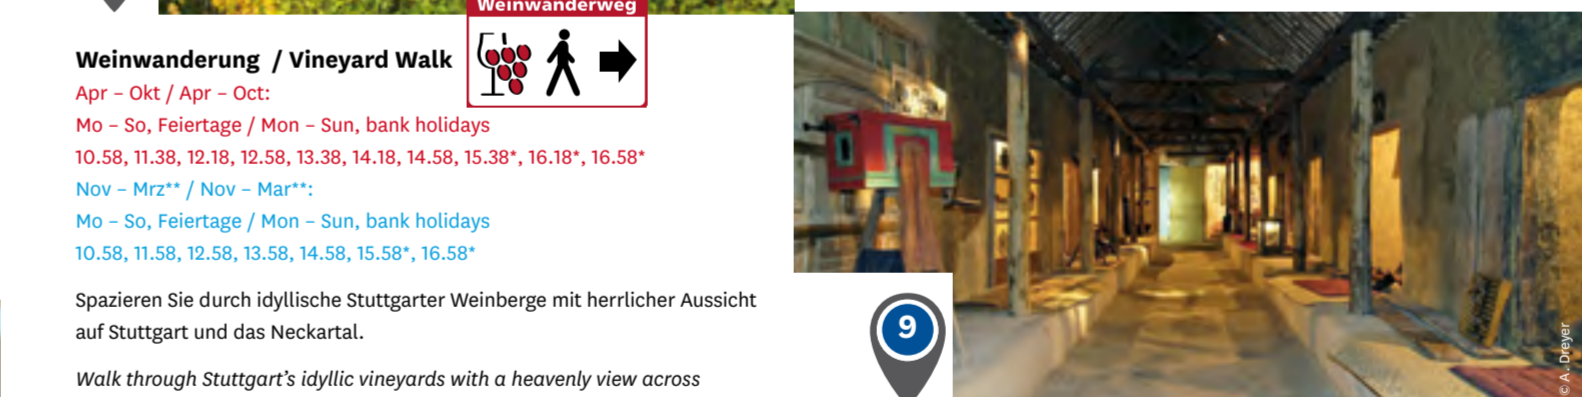 Weinwanderweg
Weinwanderung / Vineyard Walk
Apr – Okt / Apr – Oct:
Mo – So, Feiertage / Mon – Sun, bank holidays
10.58, 11.38, 12.18, 12.58, 13.38, 14.18, 14.58, 15.38*, 16.18*, 16.58*
Nov – Mrz** / Nov – Mar**:
Mo – So, Feiertage / Mon – Sun, bank holidays
10.58, 11.58, 12.58, 13.58, 14.58, 15.58*, 16.58*
Spazieren Sie durch idyllische Stuttgarter Weinberge mit herrlicher Aussicht
auf Stuttgart und das Neckartal.
Walk through Stuttgart’s idyllic vineyards with a heavenly view across
9
© A. Dreyer